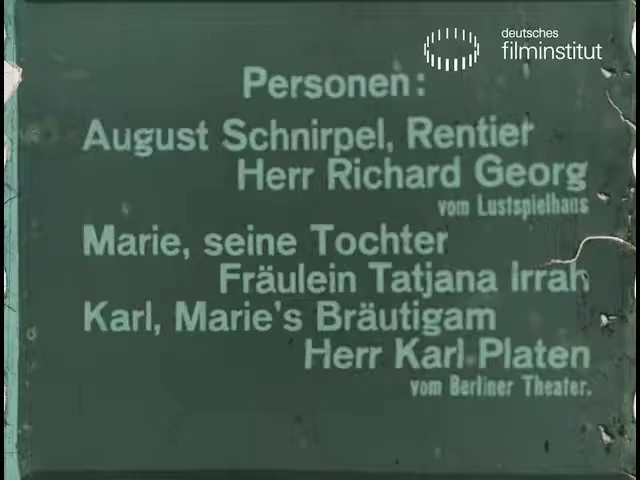 deutsches
filminstitut
Personen:
August Schnirpel, Rentier
Herr Richard Georg
vom Lustspielhaus
Marie, seine Tochter
Fräulein Tatjana Irrah
Karl, Marie's Bräutigam
Herr Karl Platen
vom Berliner Theater.